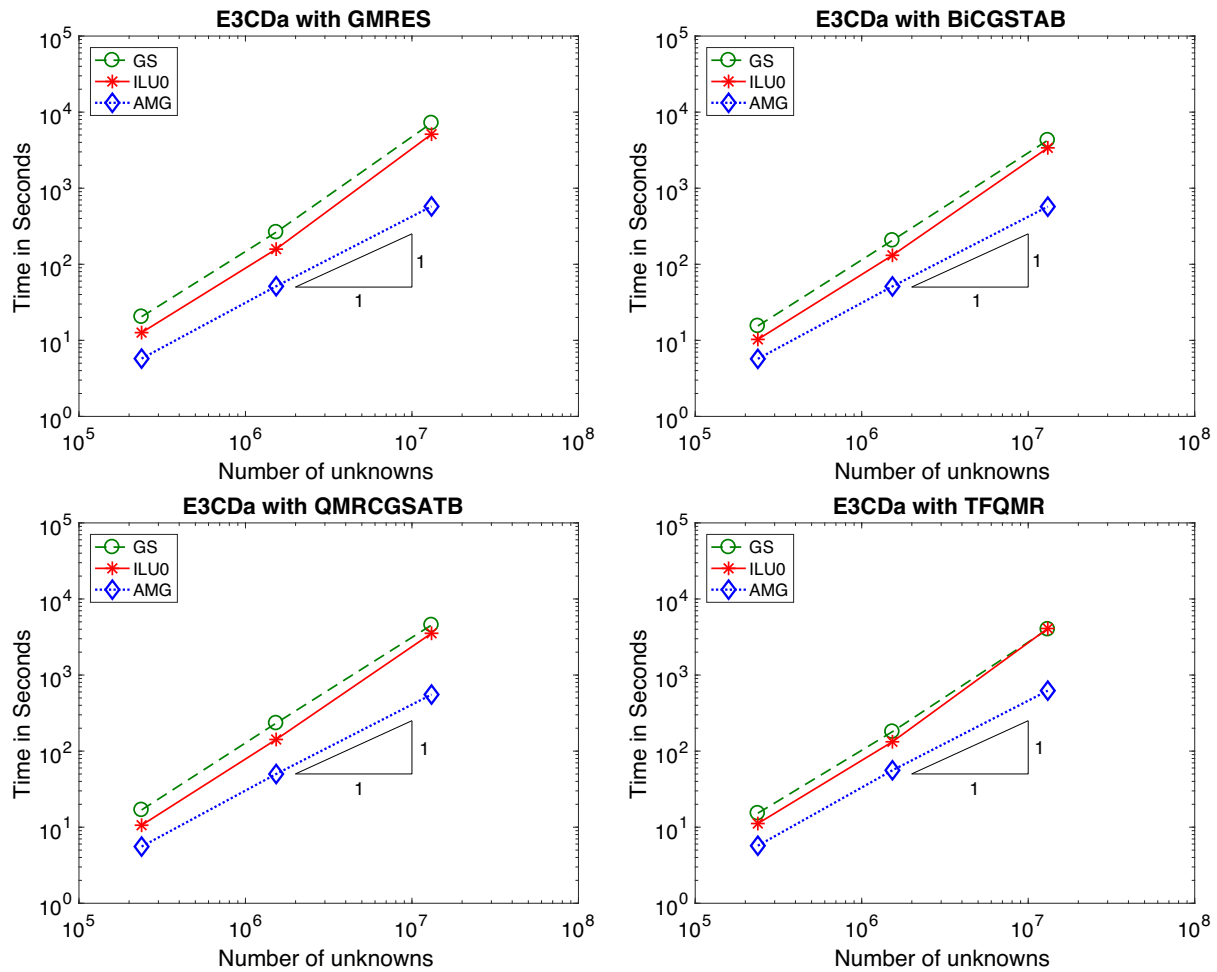 E3CDa with GMRES
10^5
10^4
10^3
10^2
10^1
10^0
Time in Seconds
GS
ILU0
AMG
1
1
10^5 10^6 10^7 10^8
Number of unknowns
E3CDa with BiCGSTAB
10^5
10^4
10^3
10^2
10^1
10^0
Time in Seconds
GS
ILU0
AMG
1
1
10^5 10^6 10^7 10^8
Number of unknowns
E3CDa with QMRCGSATB
10^5
10^4
10^3
10^2
10^1
10^0
Time in Seconds
GS
ILU0
AMG
1
1
10^5 10^6 10^7 10^8
Number of unknowns
E3CDa with TFQMR
10^5
10^4
10^3
10^2
10^1
10^0
Time in Seconds
GS
ILU0
AMG
1
1
10^5 10^6 10^7 10^8
Number of unknowns